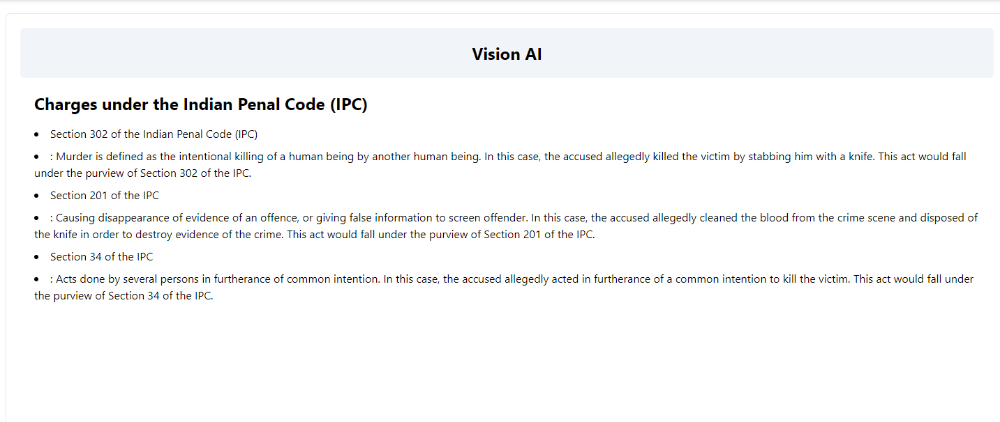 Vision AI
Charges under the Indian Penal Code (IPC)
• Section 302 of the Indian Penal Code (IPC)
• : Murder is defined as the intentional killing of a human being by another human being. In this case, the accused allegedly killed the victim by stabbing him with a knife. This act would fall
under the purview of Section 302 of the IPC.
• Section 201 of the IPC
• : Causing disappearance of evidence of an offence, or giving false information to screen offender. In this case, the accused allegedly cleaned the blood from the crime scene and disposed of
the knife in order to destroy evidence of the crime. This act would fall under the purview of Section 201 of the IPC.
• Section 34 of the IPC
• : Acts done by several persons in furtherance of common intention. In this case, the accused allegedly acted in furtherance of a common intention to kill the victim. This act would fall under
the purview of Section 34 of the IPC.